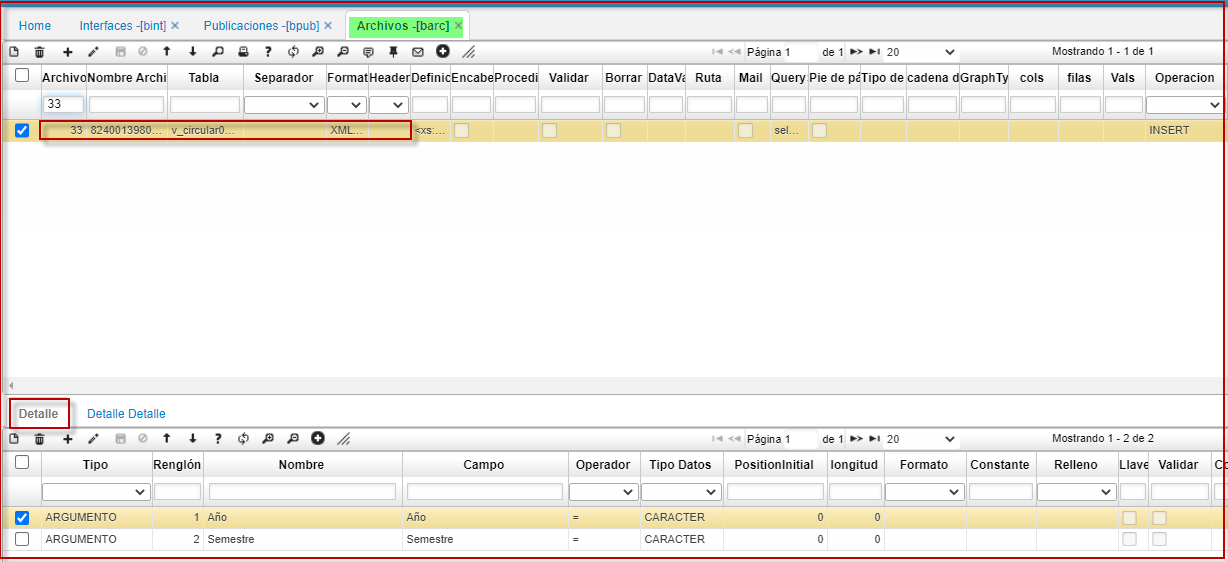 Home Interfaces -[bint] × Publicaciones -[bpub] × Archivos -[barc] ×
Página 1 de 1 20 Mostrando 1 - 1 de 1
Archivo Nombre Archi Tabla Separador Format Header Definic Encabe Procedi Validar Borrar DataVa Ruta Mail Query Pie de pá Tipo de cadena d GraphTy cols filas Vals Operacion
33
33 8240013980... v_circular0... XML... <xs:... sel... INSERT
Detalle Detalle Detalle
Página 1 de 1 20 Mostrando 1 - 2 de 2
Tipo Renglón Nombre Campo Operador Tipo Datos PositionInitial longitud Formato Constante Relleno Llave Validar Co
ARGUMENTO 1 Año Año = CARACTER 0 0
ARGUMENTO 2 Semestre Semestre = CARACTER 0 0